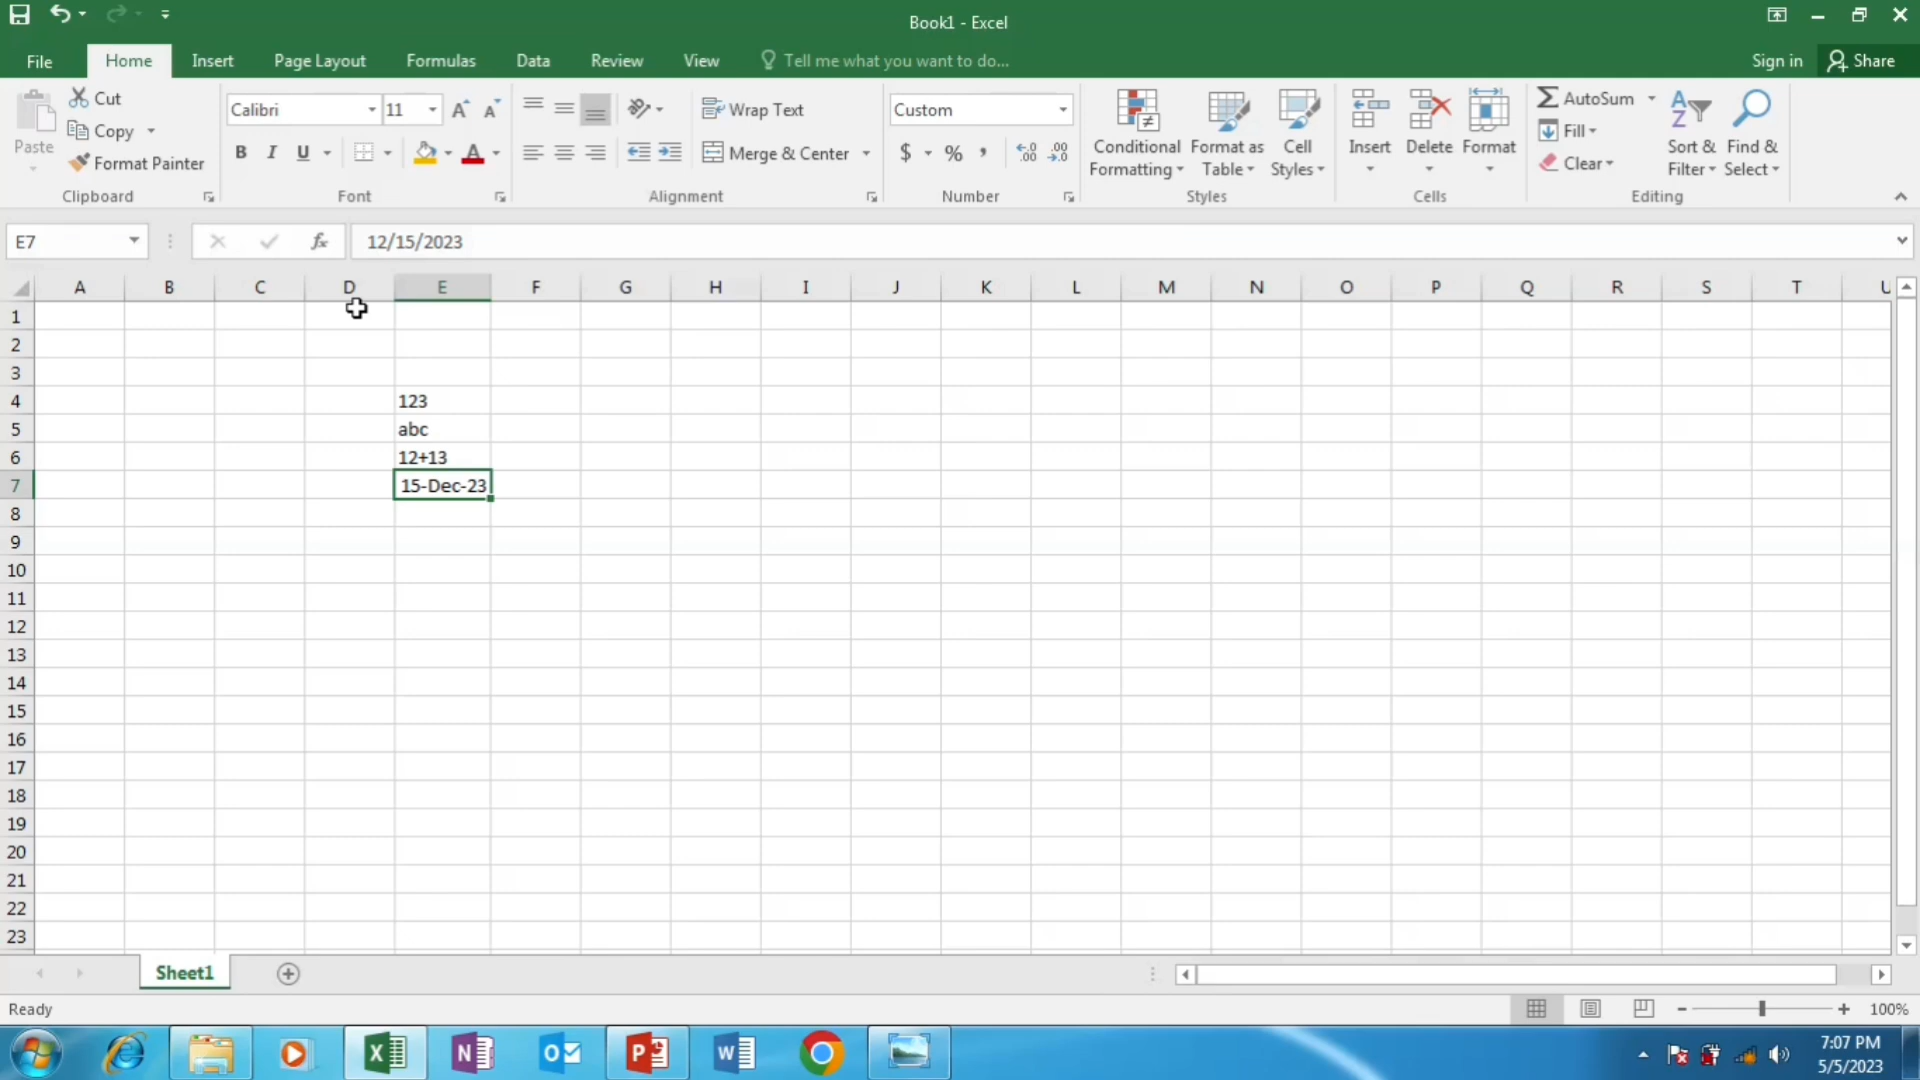 Book1 - Excel
File Home Insert Page Layout Formulas Data Review View Tell me what you want to do... Sign in Share
Paste Cut Copy Format Painter Clipboard
Calibri 11 B I U A Font
Wrap Text Merge & Center Alignment
Custom $ % Number
Conditional Formatting Format as Table Cell Styles Styles
Insert Delete Format Cells
AutoSum Fill Clear Sort & Filter Find & Select Editing
E7 fx 12/15/2023
A B C D E F G H I J K L M N O P Q R S T U
1
2
3
4 123
5 abc
6 12+13
7 15-Dec-23
8
9
10
11
12
13
14
15
16
17
18
19
20
21
22
23
Sheet1
Ready 100%
7:07 PM
5/5/2023